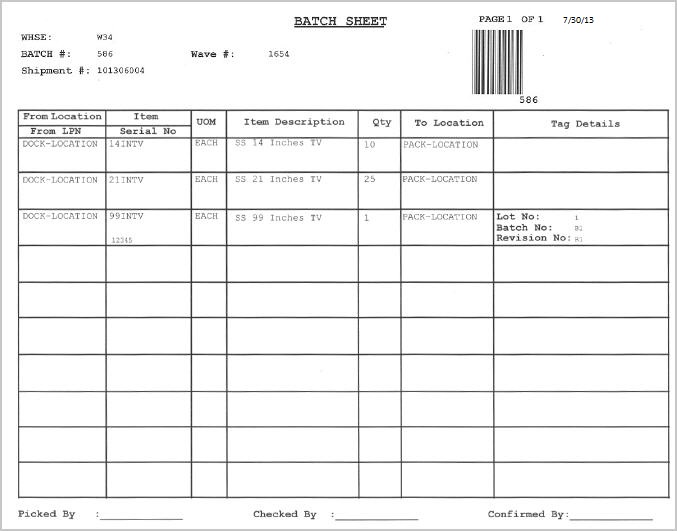 BATCH SHEET
PAGE 1 OF 1 7/30/13
WHSE: W34
BATCH #: 586 Wave #: 1654
Shipment #: 101306004
586
From Location Item UOM Item Description Qty To Location Tag Details
From LPN Serial No
DOCK-LOCATION 14INTV EACH SS 14 Inches TV 10 PACK-LOCATION
DOCK-LOCATION 21INTV EACH SS 21 Inches TV 25 PACK-LOCATION
DOCK-LOCATION 99INTV EACH SS 99 Inches TV 1 PACK-LOCATION Lot No: 1
Batch No: B1
12345 Revision No: R1
Picked By :____________ Checked By :____________ Confirmed By:____________